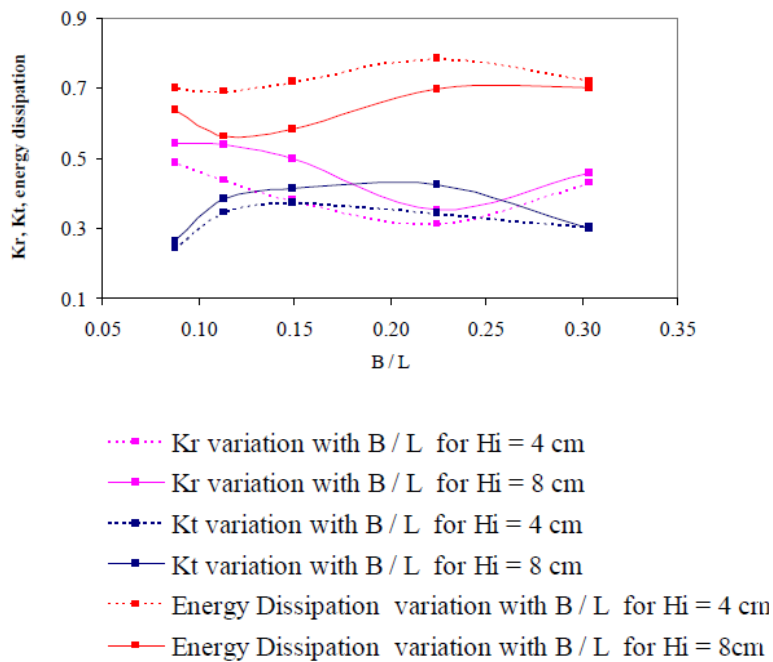 0.9
0.7
0.5
0.3
0.1
Kr, Kt, energy dissipation
0.05 0.10 0.15 0.20 0.25 0.30 0.35
B / L
Kr variation with B / L for Hi = 4 cm
Kr variation with B / L for Hi = 8 cm
Kt variation with B / L for Hi = 4 cm
Kt variation with B / L for Hi = 8 cm
Energy Dissipation variation with B / L for Hi = 4 cm
Energy Dissipation variation with B / L for Hi = 8cm